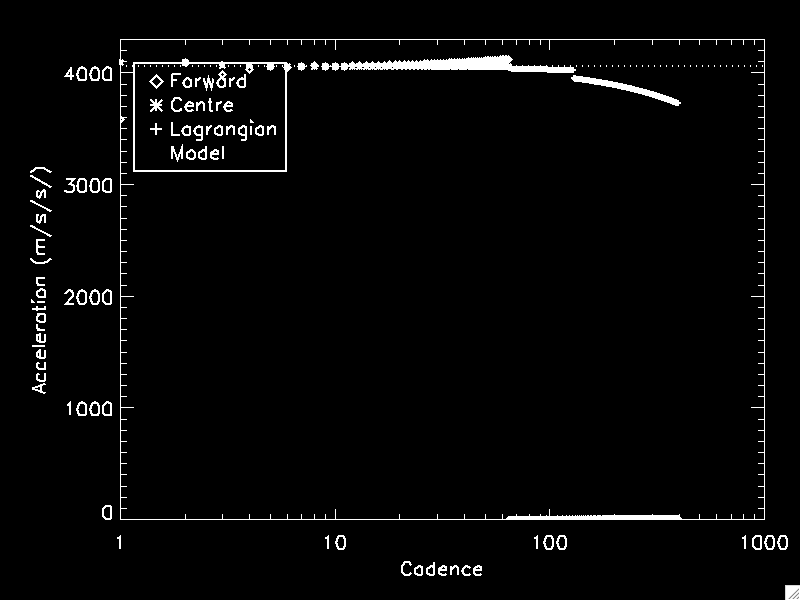 4000
3000
2000
1000
0
Acceleration (m/s/s/)
Forward
Centre
Lagrangian
Model
1 10 100 1000
Cadence